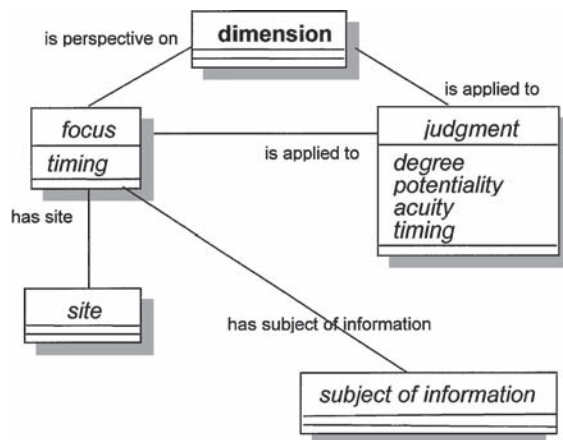 is perspective on
dimension
is applied to
focus
timing
is applied to
judgment
degree
potentiality
acuity
timing
has site
site
has subject of information
subject of information